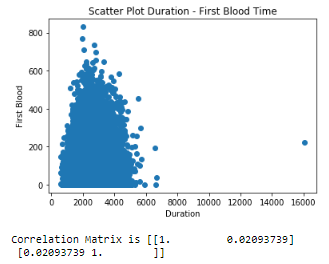 Scatter Plot Duration - First Blood Time
800
600
400
200
0
First Blood
0 2000 4000 6000 8000 10000 12000 14000 16000
Duration
Correlation Matrix is [[1. 0.02093739]
[0.02093739 1. ]]